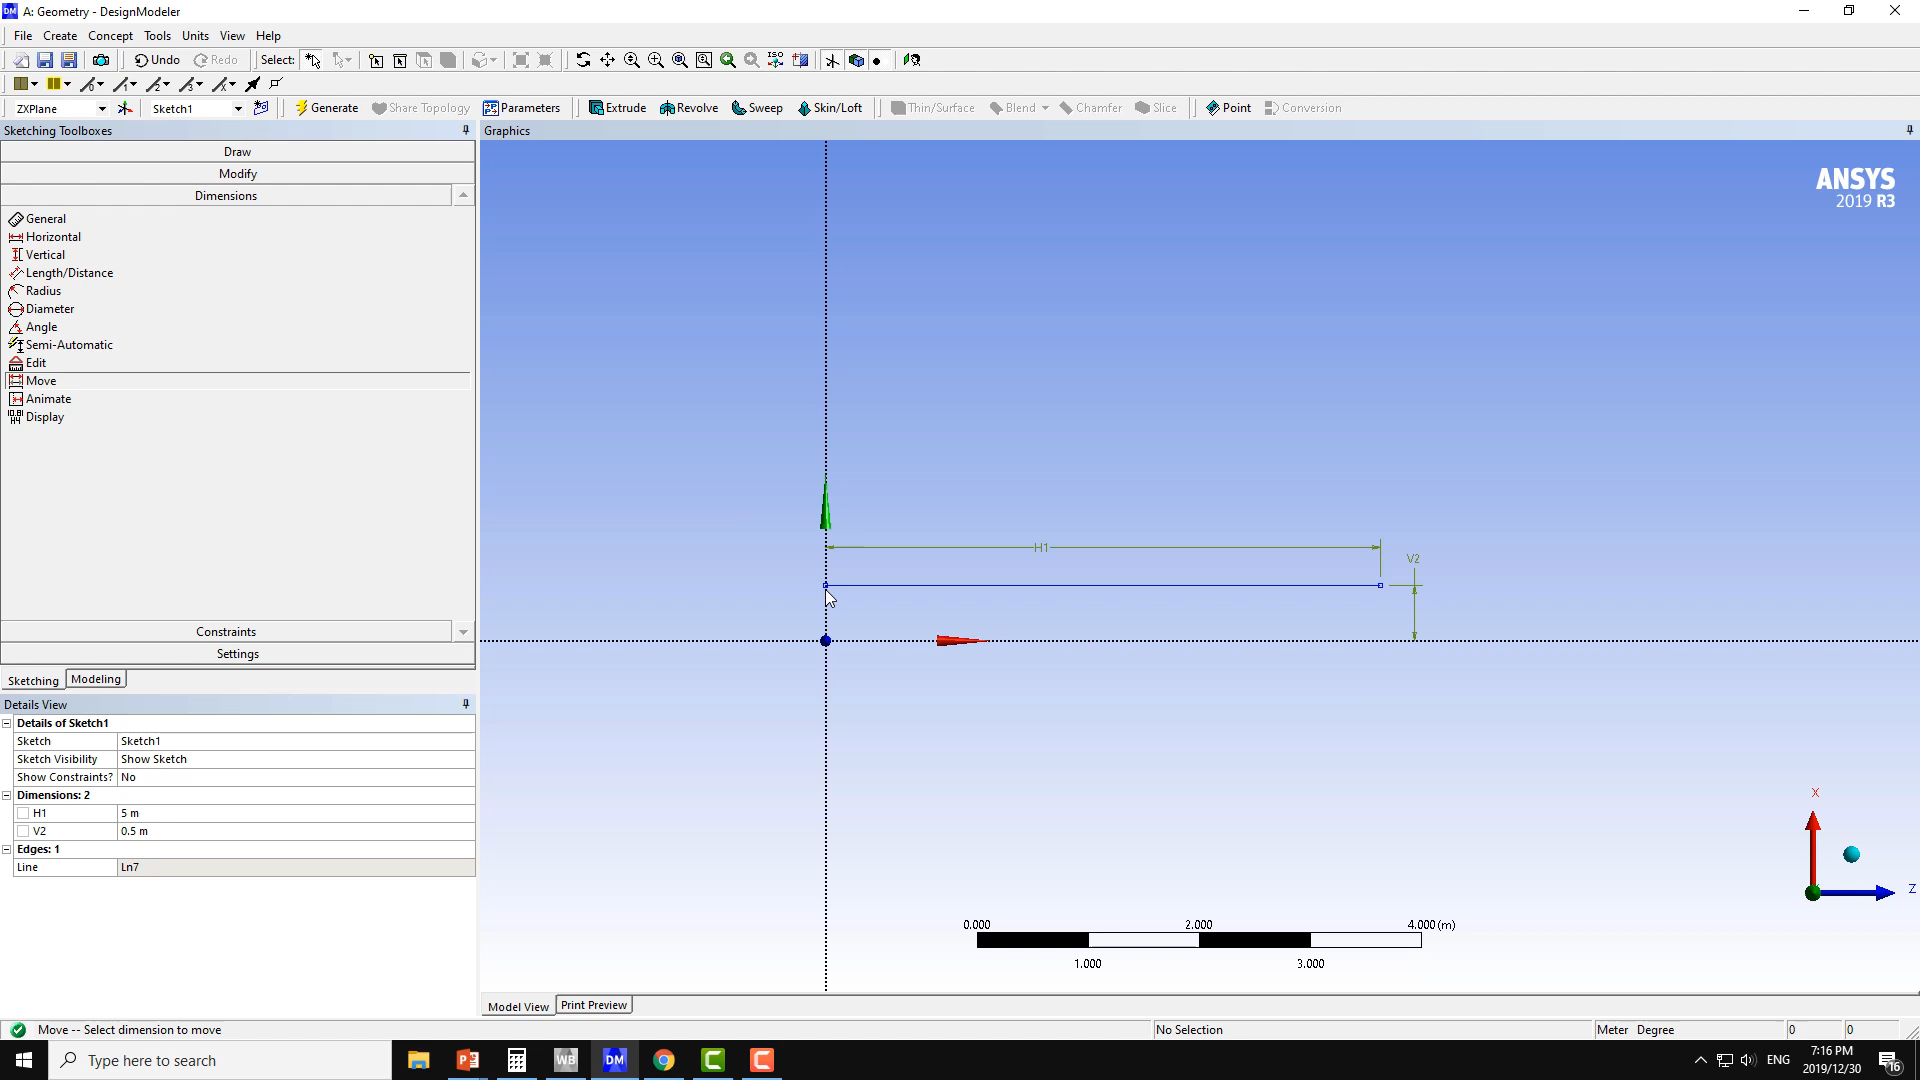 A: Geometry - DesignModeler
File Create Concept Tools Units View Help
Undo Redo Select: ISO
ZXPlane Sketch1 Generate Share Topology Parameters Extrude Revolve Sweep Skin/Loft Thin/Surface Blend Chamfer Slice Point Conversion
Sketching Toolboxes
Graphics
Draw
Modify
Dimensions
General
Horizontal
Vertical
Length/Distance
Radius
Diameter
Angle
Semi-Automatic
Edit
Move
Animate
Display
Constraints
Settings
Sketching Modeling
Details View
Details of Sketch1
Sketch Sketch1
Sketch Visibility Show Sketch
Show Constraints? No
Dimensions: 2
H1 5 m
V2 0.5 m
Edges: 1
Line Ln7
ANSYS
2019 R3
H1
V2
X
Z
0.000 2.000 4.000 (m)
1.000 3.000
Model View Print Preview
Move -- Select dimension to move No Selection Meter Degree 0 0
Type here to search
WB
DM
ENG
7:16 PM
2019/12/30
16